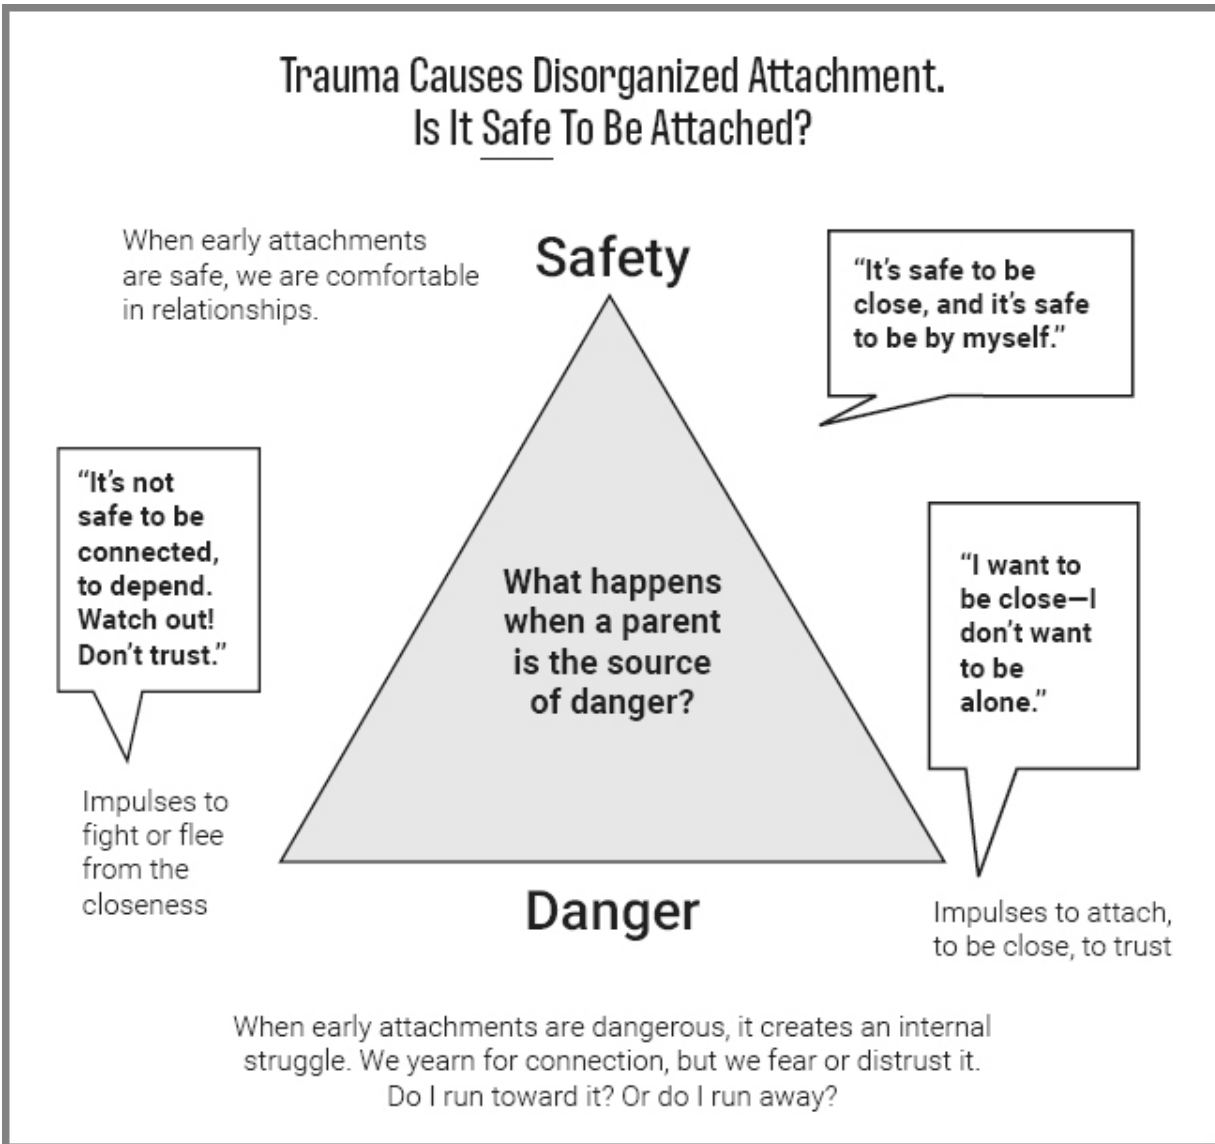 Trauma Causes Disorganized Attachment.
Is It Safe To Be Attached?
When early attachments
are safe, we are comfortable
in relationships.
Safety
“It’s safe to be
close, and it’s safe
to be by myself.”
“It’s not
safe to be
connected,
to depend.
Watch out!
Don’t trust.”
What happens
when a parent
is the source
of danger?
“I want to
be close—I
don’t want
to be
alone.”
Impulses to
fight or flee
from the
closeness
Danger
Impulses to attach,
to be close, to trust
When early attachments are dangerous, it creates an internal
struggle. We yearn for connection, but we fear or distrust it.
Do I run toward it? Or do I run away?